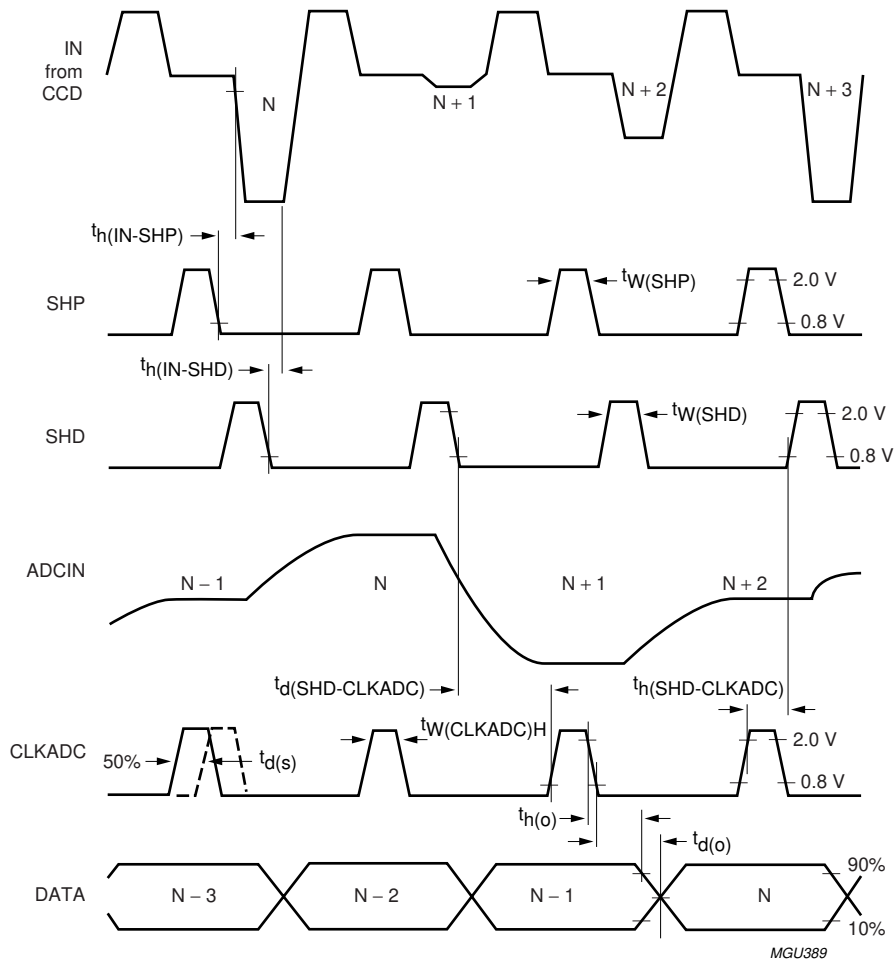 IN
from
CCD
N
N + 1
N + 2
N + 3
th(IN-SHP)
SHP
tW(SHP)
2.0 V
0.8 V
th(IN-SHD)
SHD
tW(SHD)
2.0 V
0.8 V
ADCIN
N − 1
N
N + 1
N + 2
td(SHD-CLKADC)
th(SHD-CLKADC)
CLKADC
50%
td(s)
tW(CLKADC)H
2.0 V
0.8 V
th(o)
td(o)
DATA
N − 3
N − 2
N − 1
N
90%
10%
MGU389